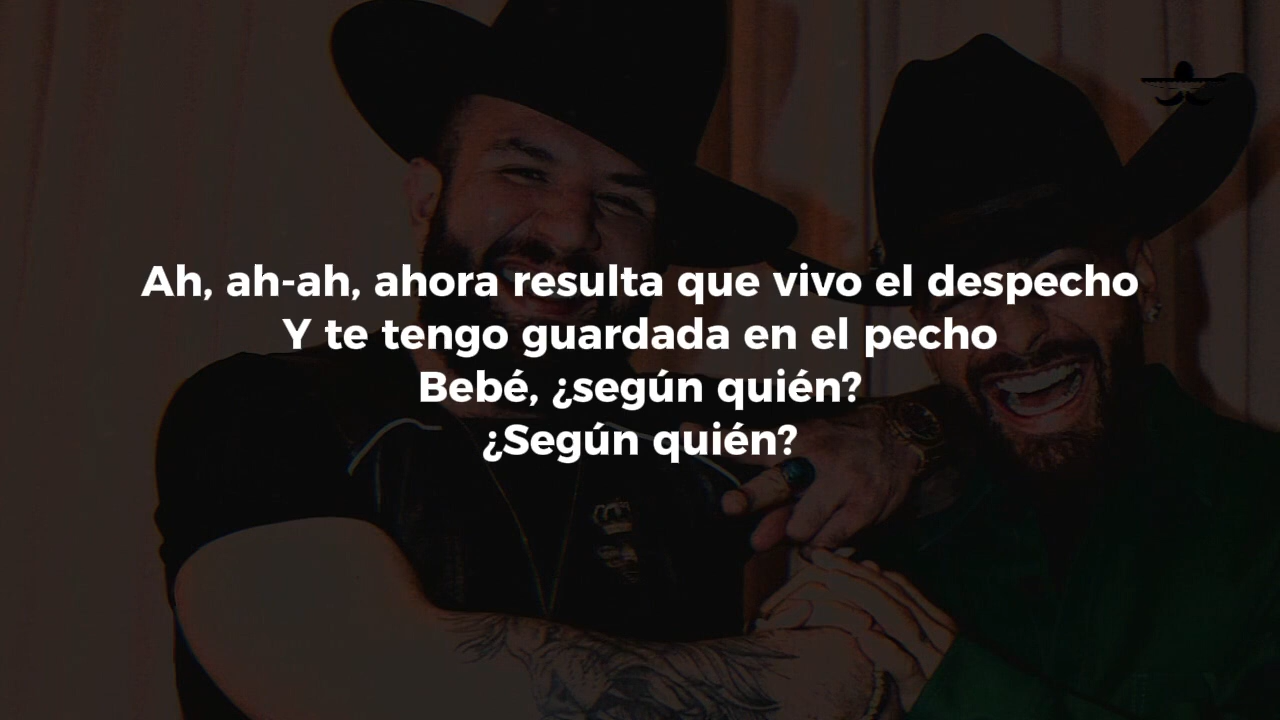 Ah, ah-ah, ahora resulta que vivo el despecho
Y te tengo guardada en el pecho
Bebé, ¿según quién?
¿Según quién?